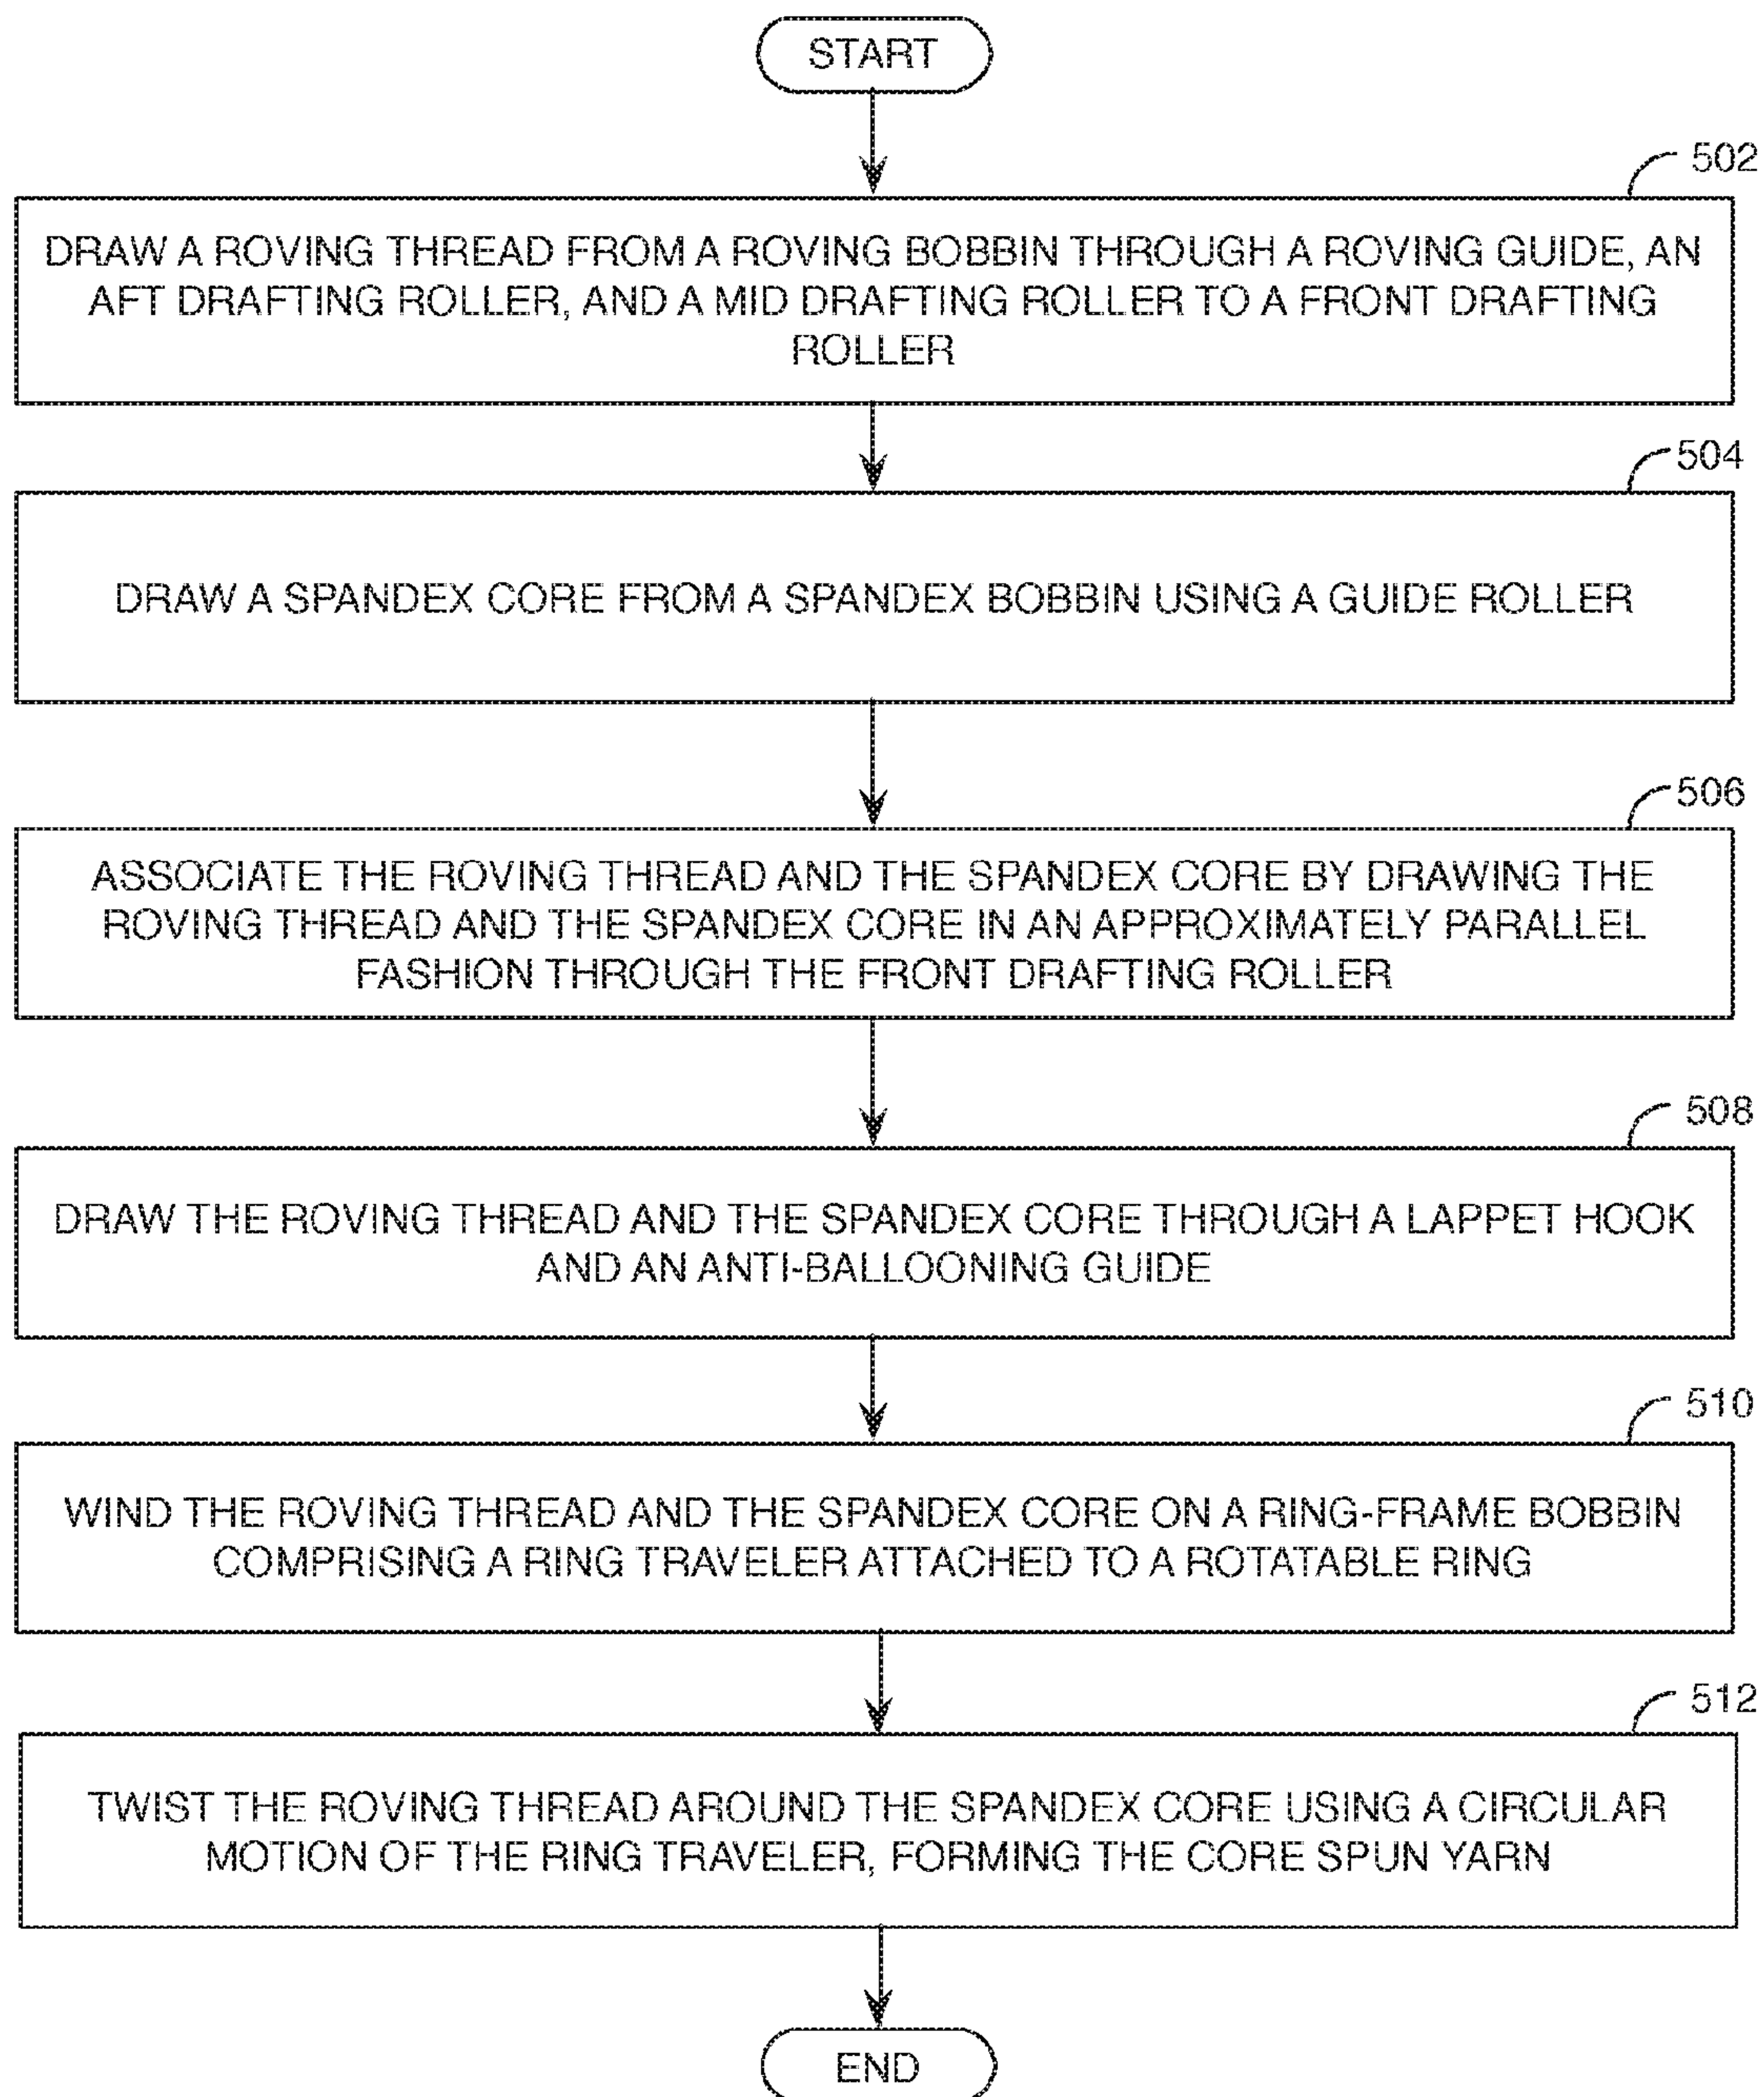 START
502
DRAW A ROVING THREAD FROM A ROVING BOBBIN THROUGH A ROVING GUIDE, AN
AFT DRAFTING ROLLER, AND A MID DRAFTING ROLLER TO A FRONT DRAFTING
ROLLER
504
DRAW A SPANDEX CORE FROM A SPANDEX BOBBIN USING A GUIDE ROLLER
506
ASSOCIATE THE ROVING THREAD AND THE SPANDEX CORE BY DRAWING THE
ROVING THREAD AND THE SPANDEX CORE IN AN APPROXIMATELY PARALLEL
FASHION THROUGH THE FRONT DRAFTING ROLLER
508
DRAW THE ROVING THREAD AND THE SPANDEX CORE THROUGH A LAPPET HOOK
AND AN ANTI-BALLOONING GUIDE
510
WIND THE ROVING THREAD AND THE SPANDEX CORE ON A RING-FRAME BOBBIN
COMPRISING A RING TRAVELER ATTACHED TO A ROTATABLE RING
512
TWIST THE ROVING THREAD AROUND THE SPANDEX CORE USING A CIRCULAR
MOTION OF THE RING TRAVELER, FORMING THE CORE SPUN YARN
END